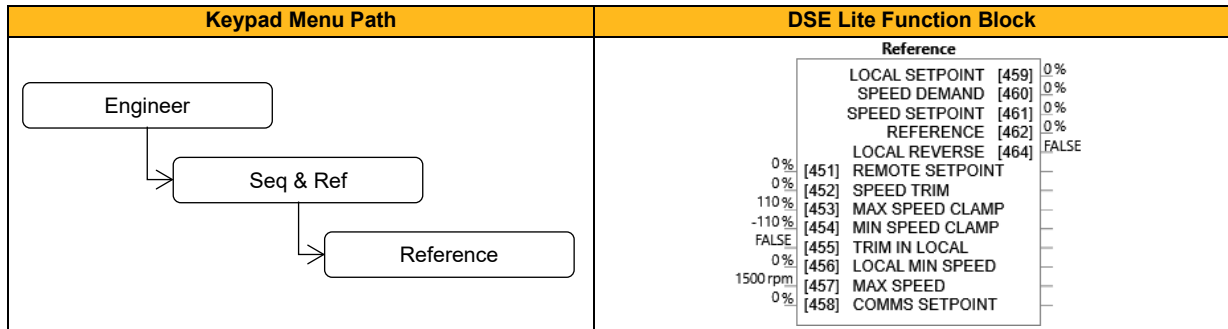 Keypad Menu Path
DSE Lite Function Block
Engineer
Seq & Ref
Reference
Reference
LOCAL SETPOINT [459] 0 %
SPEED DEMAND [460] 0 %
SPEED SETPOINT [461] 0 %
REFERENCE [462] 0 %
LOCAL REVERSE [464] FALSE
0 % [451] REMOTE SETPOINT
0 % [452] SPEED TRIM
110 % [453] MAX SPEED CLAMP
-110 % [454] MIN SPEED CLAMP
FALSE [455] TRIM IN LOCAL
0 % [456] LOCAL MIN SPEED
1500 rpm [457] MAX SPEED
0 % [458] COMMS SETPOINT